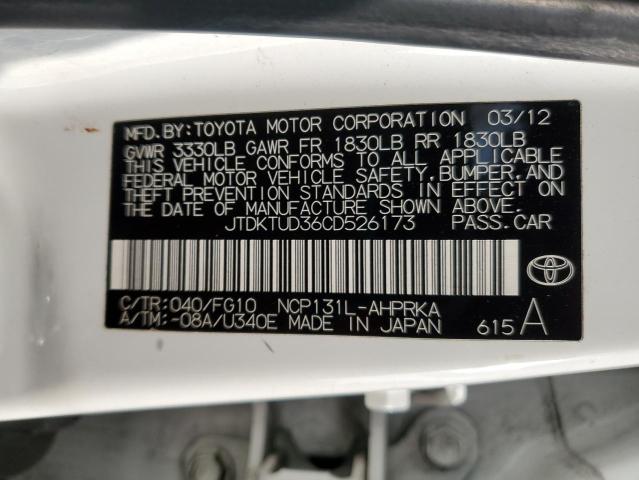 MFD.BY:TOYOTA MOTOR CORPORATION 03/12
GVWR 3330LB GAWR FR 1830LB RR 1830LB
THIS VEHICLE CONFORMS TO ALL APPLICABLE
FEDERAL MOTOR VEHICLE SAFETY,BUMPER,AND
THEFT PREVENTION STANDARDS IN EFFECT ON
THE DATE OF MANUFACTURE SHOWN ABOVE.
JTDKTUD36CD526173 PASS.CAR
C/TR:040/FG10 NCP131L-AHPRKA
A/TM:-08A/U340E MADE IN JAPAN 615 A